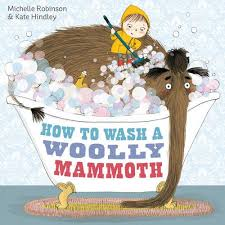 Michelle Robinson
& Kate Hindley
HOW TO WASH A
WOOLLY
MAMMOTH